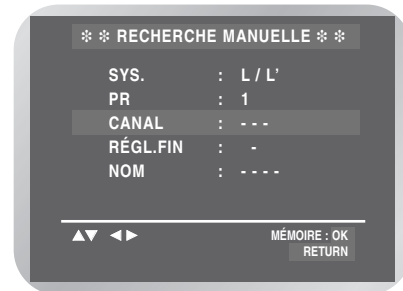 ❄ ❄ RECHERCHE MANUELLE ❄ ❄
SYS. : L / L'
PR : 1
CANAL : - - -
RÉGL.FIN : -
NOM : - - - -
▲▼ ◄► MÉMOIRE : OK
RETURN